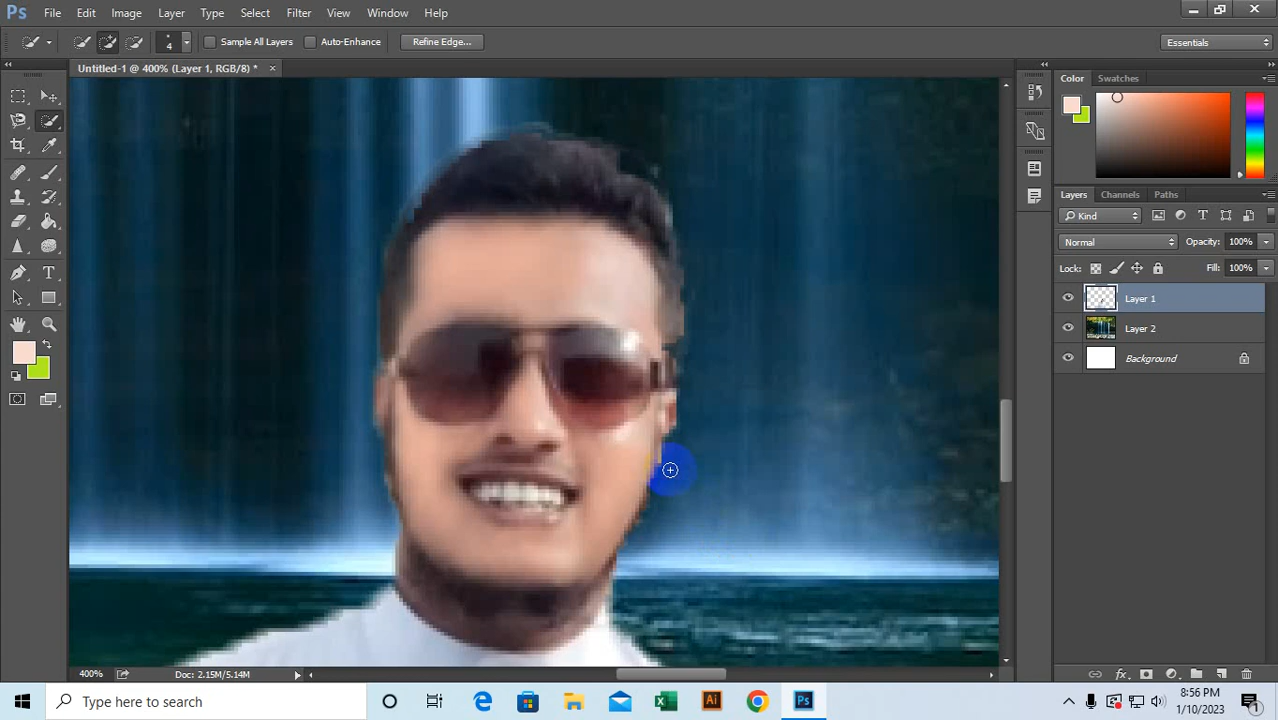 Ps File Edit Image Layer Type Select Filter View Window Help
4 Sample All Layers Auto-Enhance Refine Edge... Essentials
Untitled-1 @ 400% (Layer 1, RGB/8) *
Color Swatches
Layers Channels Paths
Kind
Normal Opacity: 100%
Lock: Fill: 100%
Layer 1
Layer 2
Background
400% Doc: 2.15M/5.14M
Type here to search Ai Ps 8:56 PM
1/10/2023